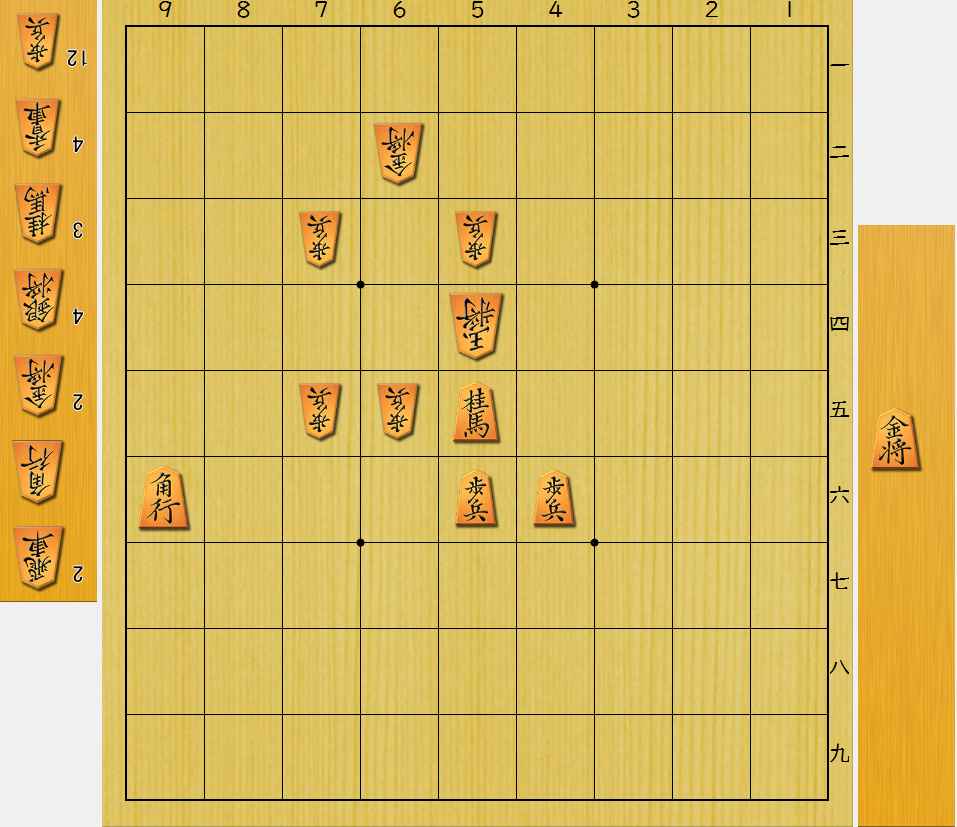 9 8 7 6 5 4 3 2 1
歩兵 12
香車 4
桂馬 3
銀将 4
金将 2
角行
飛車 2
一
金将 二
歩兵 歩兵 三
玉将 四
歩兵 歩兵 桂馬 五
角行 歩兵 歩兵 六
七
八
九
金将